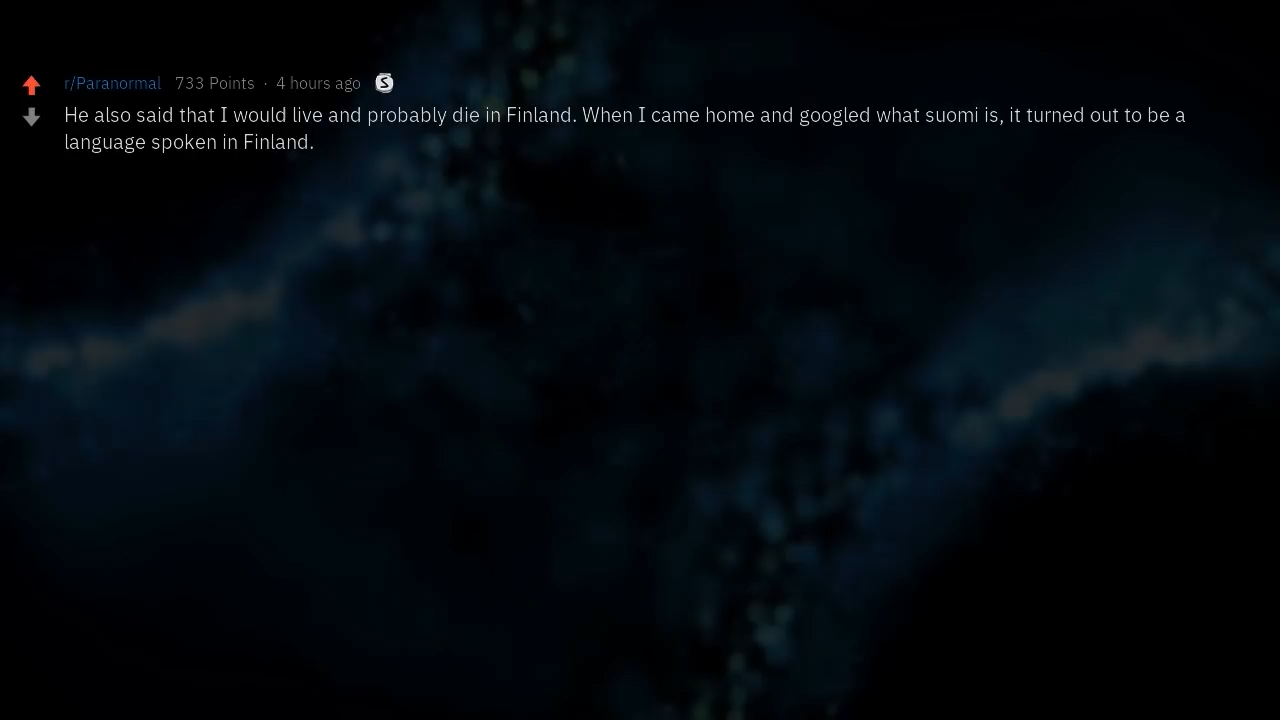 r/Paranormal 733 Points · 4 hours ago S
He also said that I would live and probably die in Finland. When I came home and googled what suomi is, it turned out to be a
language spoken in Finland.